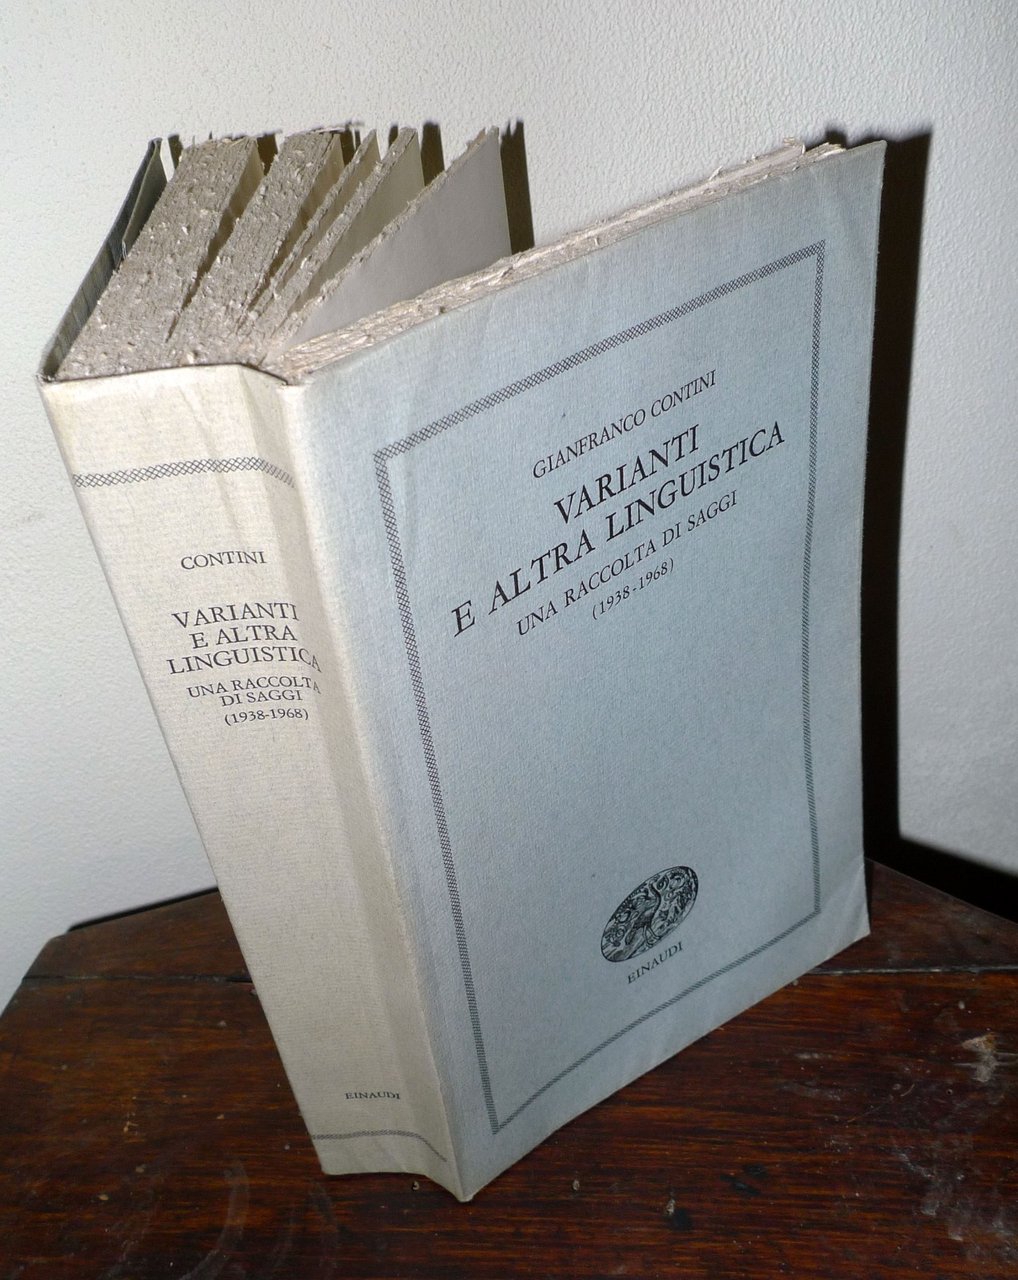 CONTINI
VARIANTI
E ALTRA
LINGUISTICA
UNA RACCOLTA
DI SAGGI
(1938-1968)
EINAUDI
GIANFRANCO CONTINI
VARIANTI
E ALTRA LINGUISTICA
UNA RACCOLTA DI SAGGI
(1938-1968)
EINAUDI